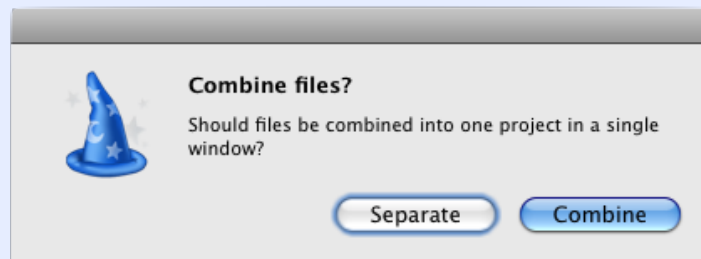 Combine files?
Should files be combined into one project in a single
window?
Separate
Combine